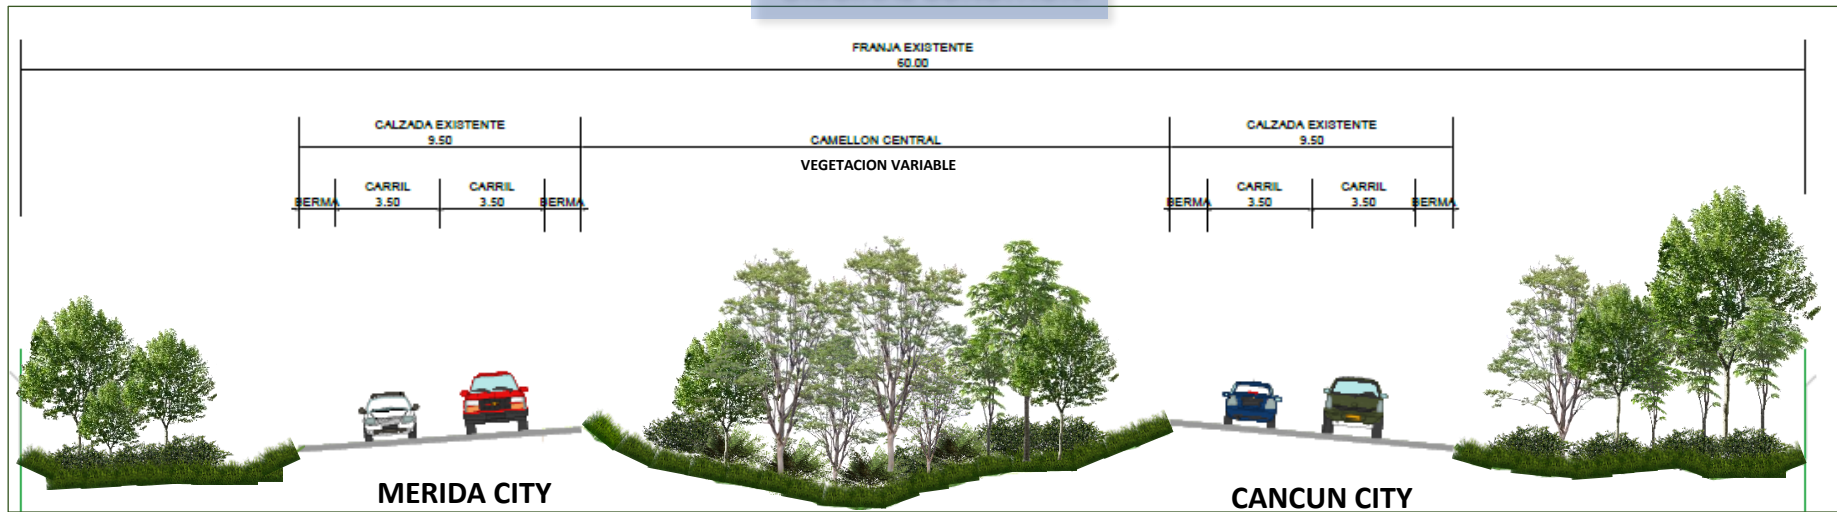 FRANJA EXISTENTE
60.00
CALZADA EXISTENTE
9.50
CAMELLON CENTRAL
VEGETACION VARIABLE
CALZADA EXISTENTE
9.50
BERMA
CARRIL
3.50
CARRIL
3.50
BERMA
BERMA
CARRIL
3.50
CARRIL
3.50
BERMA
MERIDA CITY
CANCUN CITY